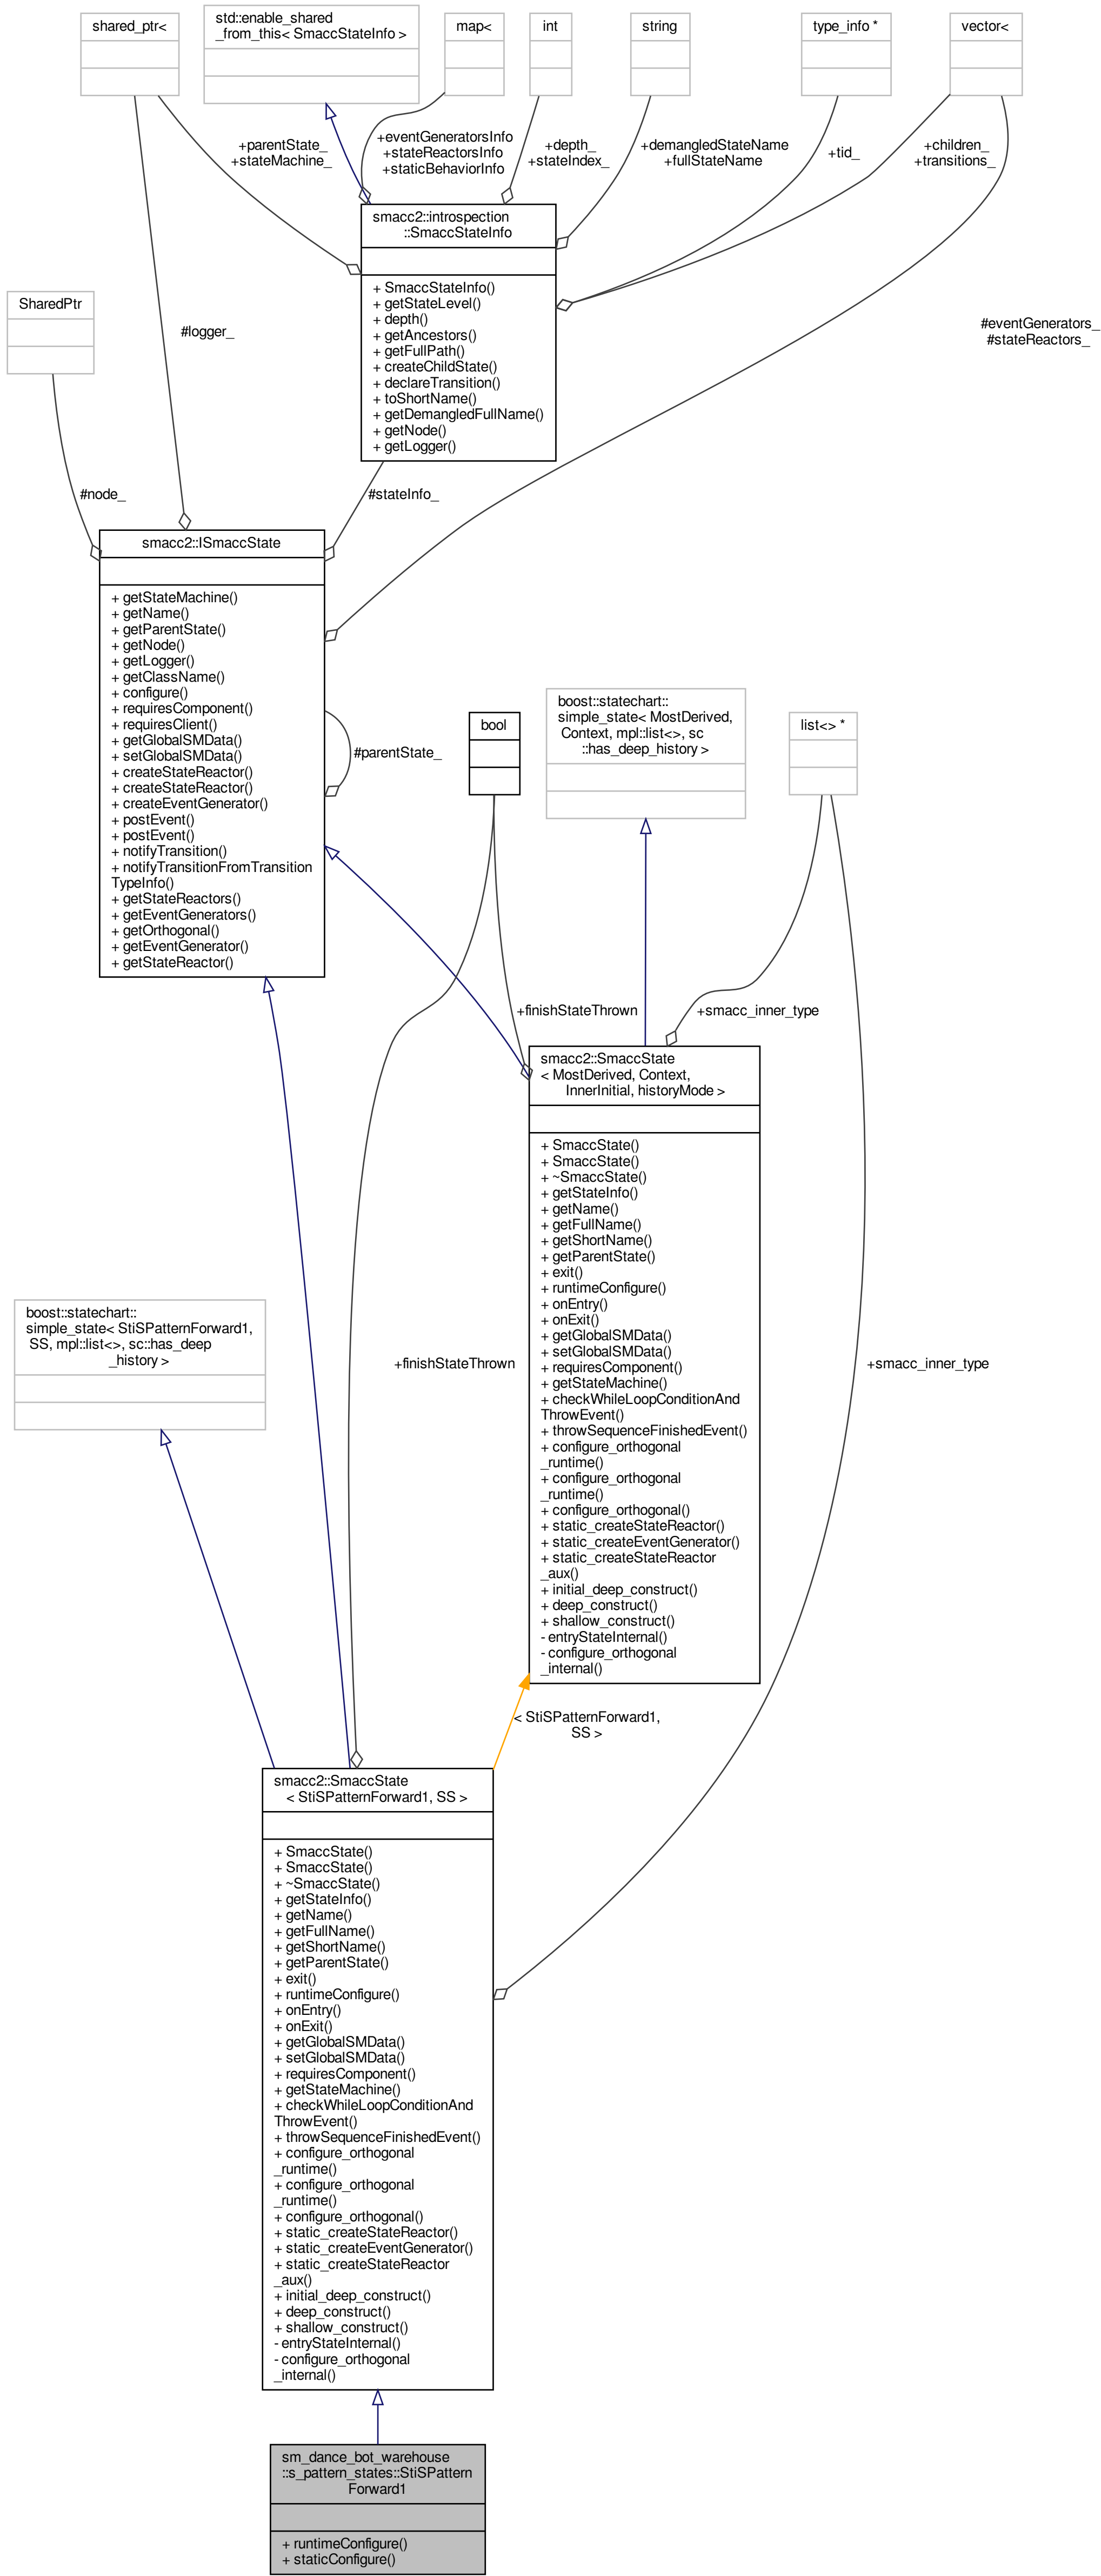 shared_ptr<
std::enable_shared
_from_this< SmaccStateInfo >
map<
int
string
type_info *
vector<
+parentState_
+stateMachine_
+eventGeneratorsInfo
+stateReactorsInfo
+staticBehaviorInfo
+depth_
+stateIndex_
+demangledStateName
+fullStateName
+tid_
+children_
+transitions_
smacc2::introspection
::SmaccStateInfo
+ SmaccStateInfo()
+ getStateLevel()
+ depth()
+ getAncestors()
+ getFullPath()
+ createChildState()
+ declareTransition()
+ toShortName()
+ getDemangledFullName()
+ getNode()
+ getLogger()
SharedPtr
#logger_
#eventGenerators_
#stateReactors_
#node_
#stateInfo_
smacc2::ISmaccState
+ getStateMachine()
+ getName()
+ getParentState()
+ getNode()
+ getLogger()
+ getClassName()
+ configure()
+ requiresComponent()
+ requiresClient()
+ getGlobalSMData()
+ setGlobalSMData()
+ createStateReactor()
+ createStateReactor()
+ createEventGenerator()
+ postEvent()
+ postEvent()
+ notifyTransition()
+ notifyTransitionFromTransition
TypeInfo()
+ getStateReactors()
+ getEventGenerators()
+ getOrthogonal()
+ getEventGenerator()
+ getStateReactor()
#parentState_
bool
boost::statechart::
simple_state< MostDerived,
Context, mpl::list<>, sc
::has_deep_history >
list<> *
+finishStateThrown
+smacc_inner_type
smacc2::SmaccState
< MostDerived, Context,
InnerInitial, historyMode >
+ SmaccState()
+ SmaccState()
+ ~SmaccState()
+ getStateInfo()
+ getName()
+ getFullName()
+ getShortName()
+ getParentState()
+ exit()
+ runtimeConfigure()
+ onEntry()
+ onExit()
+ getGlobalSMData()
+ setGlobalSMData()
+ requiresComponent()
+ getStateMachine()
+ checkWhileLoopConditionAnd
ThrowEvent()
+ throwSequenceFinishedEvent()
+ configure_orthogonal
_runtime()
+ configure_orthogonal
_runtime()
+ configure_orthogonal()
+ static_createStateReactor()
+ static_createEventGenerator()
+ static_createStateReactor
_aux()
+ initial_deep_construct()
+ deep_construct()
+ shallow_construct()
- entryStateInternal()
- configure_orthogonal
_internal()
boost::statechart::
simple_state< StiSPatternForward1,
SS, mpl::list<>, sc::has_deep
_history >
+finishStateThrown
+smacc_inner_type
< StiSPatternForward1,
SS >
smacc2::SmaccState
< StiSPatternForward1, SS >
+ SmaccState()
+ SmaccState()
+ ~SmaccState()
+ getStateInfo()
+ getName()
+ getFullName()
+ getShortName()
+ getParentState()
+ exit()
+ runtimeConfigure()
+ onEntry()
+ onExit()
+ getGlobalSMData()
+ setGlobalSMData()
+ requiresComponent()
+ getStateMachine()
+ checkWhileLoopConditionAnd
ThrowEvent()
+ throwSequenceFinishedEvent()
+ configure_orthogonal
_runtime()
+ configure_orthogonal
_runtime()
+ configure_orthogonal()
+ static_createStateReactor()
+ static_createEventGenerator()
+ static_createStateReactor
_aux()
+ initial_deep_construct()
+ deep_construct()
+ shallow_construct()
- entryStateInternal()
- configure_orthogonal
_internal()
sm_dance_bot_warehouse
::s_pattern_states::StiSPattern
Forward1
+ runtimeConfigure()
+ staticConfigure()